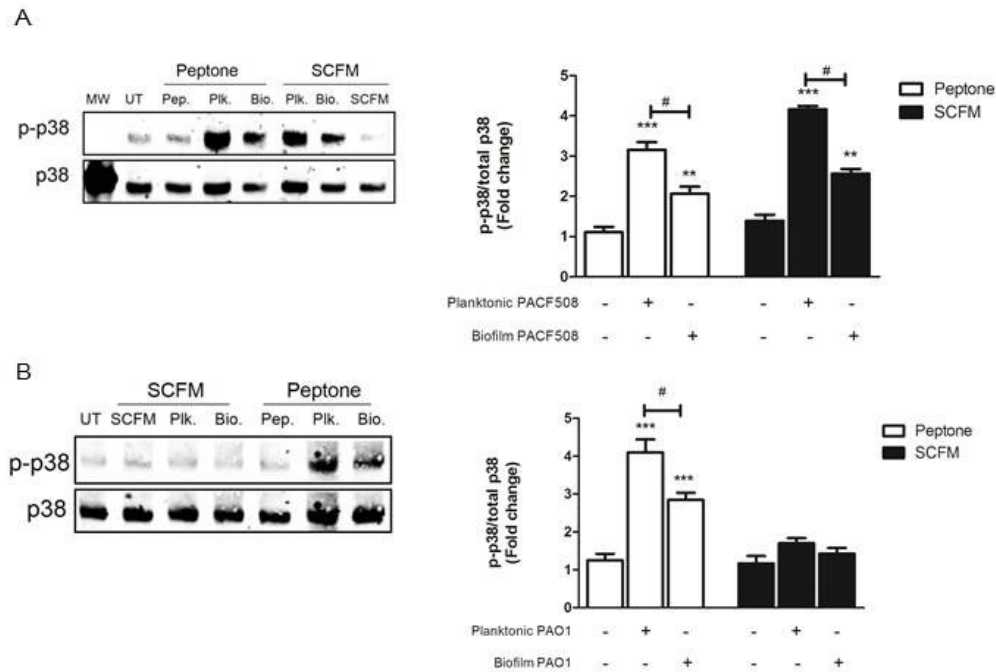 A
Peptone SCFM
MW UT Pep. Plk. Bio. Plk. Bio. SCFM
p-p38
p38
p-p38/total p38
(Fold change)
5
4
3
2
1
0
#
***
**
#
***
**
Peptone
SCFM
Planktonic PACF508 - + - - + -
Biofilm PACF508 - - + - - +
B
SCFM Peptone
UT SCFM Plk. Bio. Pep. Plk. Bio.
p-p38
p38
p-p38/total p38
(Fold change)
5
4
3
2
1
0
#
***
***
Peptone
SCFM
Planktonic PAO1 - + - - + -
Biofilm PAO1 - - + - - +